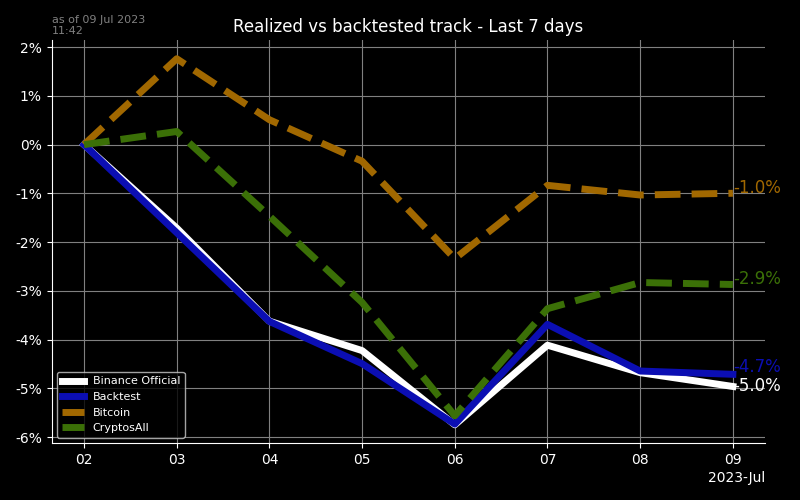 as of 09 Jul 2023
11:42
Realized vs backtested track - Last 7 days
2%
1%
0%
-1%
-2%
-3%
-4%
-5%
-6%
-1.0%
-2.9%
-4.7%
-5.0%
Binance Official
Backtest
Bitcoin
CryptosAll
02 03 04 05 06 07 08 09
2023-Jul